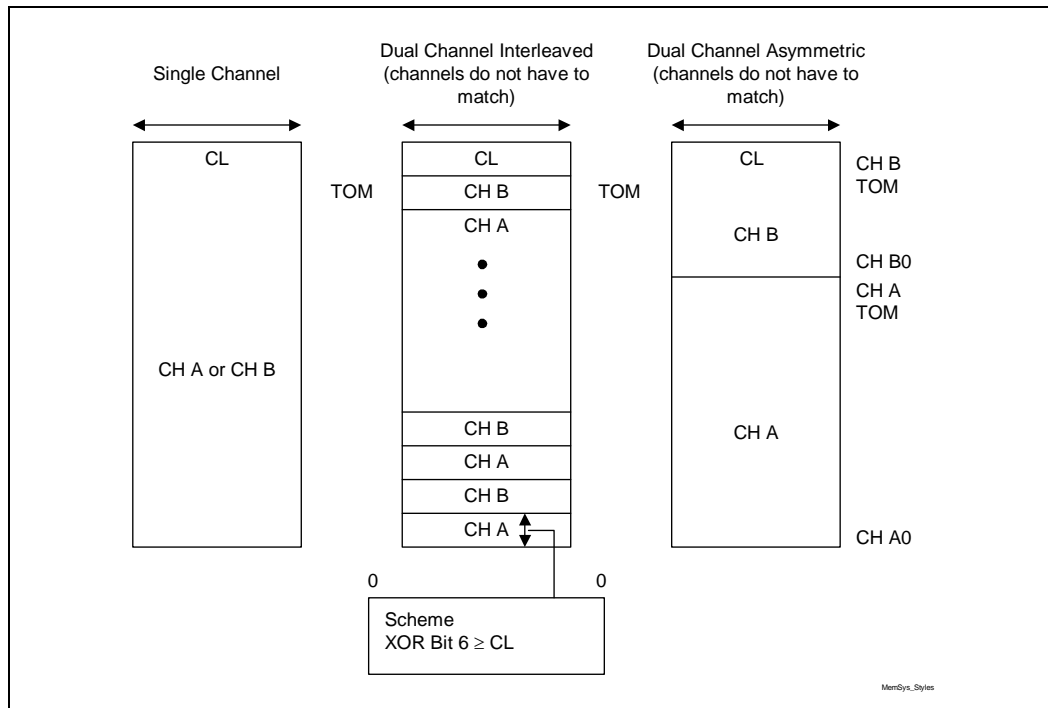 Single Channel
Dual Channel Interleaved
(channels do not have to
match)
Dual Channel Asymmetric
(channels do not have to
match)
CL
CH A or CH B
TOM
CL
CH B
CH A
CH B
CH A
CH B
CH A
TOM
CL
CH B
CH A
CH B
TOM
CH B0
CH A
TOM
CH A0
0
0
Scheme
XOR Bit 6 ≥ CL
MemSys_Styles